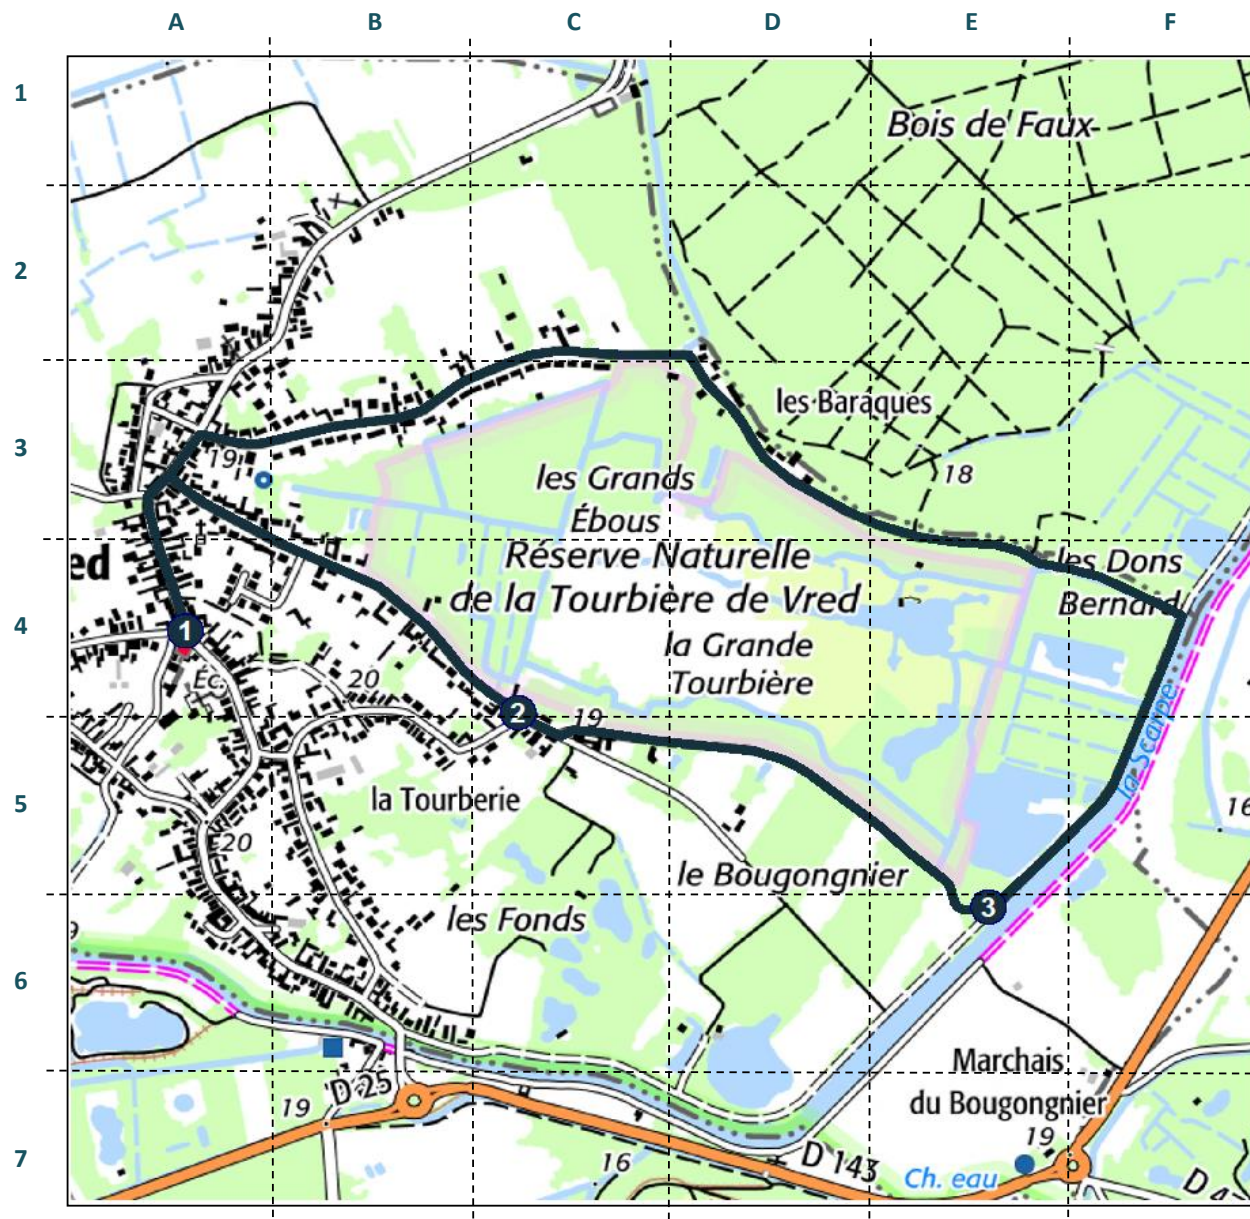 A B C D E F
1
2
3
4
5
6
7
Bois de Faux
les Baraques
18
19
les Grands
Ébous
Réserve Naturelle
de la Tourbière de Vred
la Grande
Tourbière
les Dons
Bernard
ed
1
Éc.
20
2
19
la Scarpe
la Tourberie
20
16
le Bougongnier
3
les Fonds
9
Marchais
du Bougongnier
D 25
19
19
16
D 143
Ch. eau
D 4